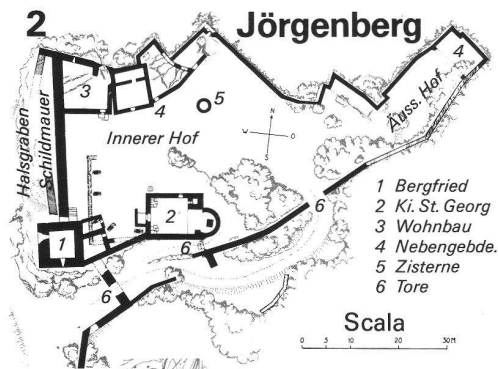 2 Jörgenberg
4
3
4
5
Äuss. Hof
Halsgraben
Schildmauer
Innerer Hof
N
W O
S
2
6
1
6
6
1 Bergfried
2 Ki. St. Georg
3 Wohnbau
4 Nebengebde.
5 Zisterne
6 Tore
Scala
0 5 10 20 30M